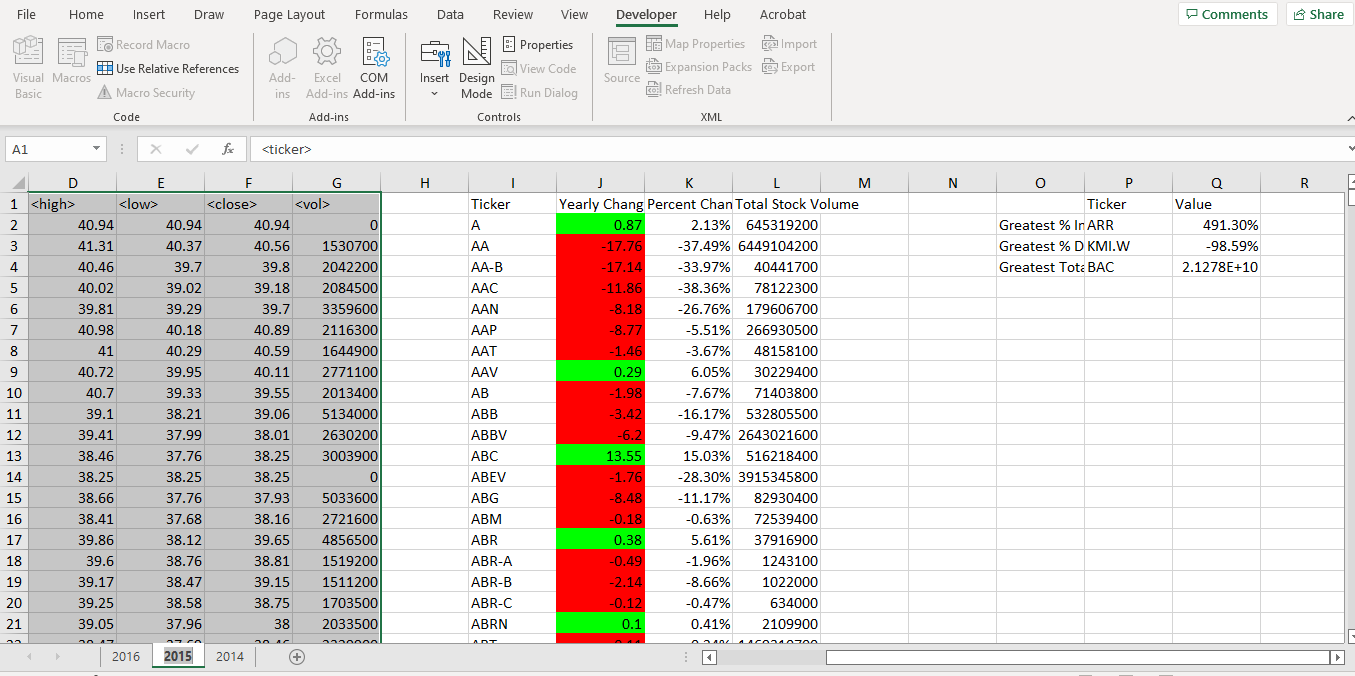 File Home Insert Draw Page Layout Formulas Data Review View Developer Help Acrobat Comments Share
Visual Basic
Macros
Record Macro
Use Relative References
Macro Security
Code
Add-ins
Excel Add-ins
COM Add-ins
Add-ins
Insert
Design Mode
Properties
View Code
Run Dialog
Controls
Source
Map Properties
Expansion Packs
Refresh Data
Import
Export
XML
A1 fx <ticker>
D E F G H I J K L M N O P Q R
1 <high> <low> <close> <vol> Ticker Yearly Chang Percent Chan Total Stock Volume Ticker Value
2 40.94 40.94 40.94 0 A 0.87 2.13% 645319200 Greatest % In ARR 491.30%
3 41.31 40.37 40.56 1530700 AA -17.76 -37.49% 6449104200 Greatest % D KMI.W -98.59%
4 40.46 39.7 39.8 2042200 AA-B -17.14 -33.97% 40441700 Greatest Tota BAC 2.1278E+10
5 40.02 39.02 39.18 2084500 AAC -11.86 -38.36% 78122300
6 39.81 39.29 39.7 3359600 AAN -8.18 -26.76% 179606700
7 40.98 40.18 40.89 2116300 AAP -8.77 -5.51% 266930500
8 41 40.29 40.59 1644900 AAT -1.46 -3.67% 48158100
9 40.72 39.95 40.11 2771100 AAV 0.29 6.05% 30229400
10 40.7 39.33 39.55 2013400 AB -1.98 -7.67% 71403800
11 39.1 38.21 39.06 5134000 ABB -3.42 -16.17% 532805500
12 39.41 37.99 38.01 2630200 ABBV -6.2 -9.47% 2643021600
13 38.46 37.76 38.25 3003900 ABC 13.55 15.03% 516218400
14 38.25 38.25 38.25 0 ABEV -1.76 -28.30% 3915345800
15 38.66 37.76 37.93 5033600 ABG -8.48 -11.17% 82930400
16 38.41 37.68 38.16 2721600 ABM -0.18 -0.63% 72539400
17 39.86 38.12 39.65 4856500 ABR 0.38 5.61% 37916900
18 39.6 38.76 38.81 1519200 ABR-A -0.49 -1.96% 1243100
19 39.17 38.47 39.15 1511200 ABR-B -2.14 -8.66% 1022000
20 39.25 38.58 38.75 1703500 ABR-C -0.12 -0.47% 634000
21 39.05 37.96 38 2033500 ABRN 0.1 0.41% 2109900
2016 2015 2014